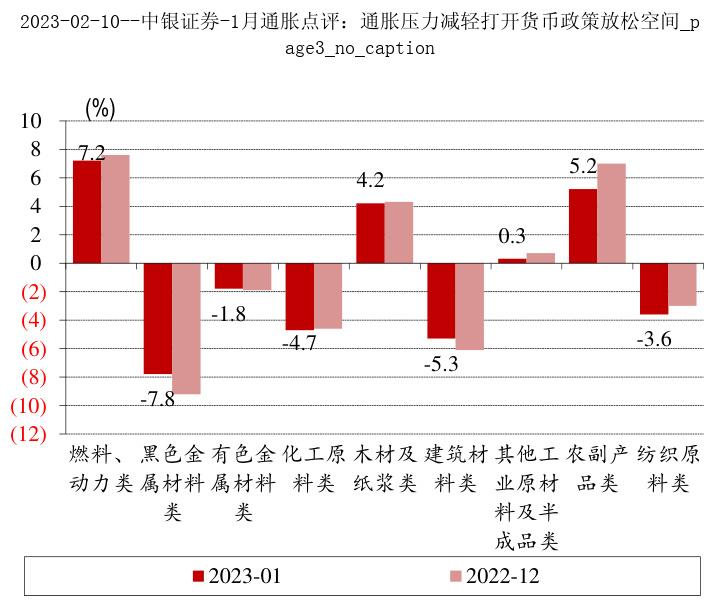 2023-02-10--中银证券-1月通胀点评：通胀压力减轻打开货币政策放松空间_p
age3_no_caption
(%)
10
8
6
4
2
0
(2)
(4)
(6)
(8)
(10)
(12)
7.2
-7.8
-1.8
-4.7
4.2
-5.3
0.3
5.2
-3.6
燃料、
动力类
黑色金
属材料
类
有色金
属材料
类
化工原
料类
木材及
纸浆类
建筑材
料类
其他工
业原材
料及半
成品类
农副产
品类
纺织原
料类
2023-01
2022-12